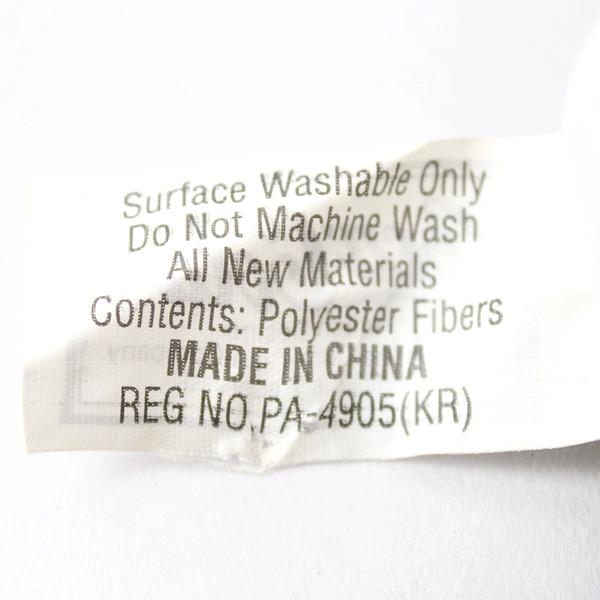 Surface Washable Only
Do Not Machine Wash
All New Materials
Contents: Polyester Fibers
MADE IN CHINA
REG NO.PA-4905(KR)